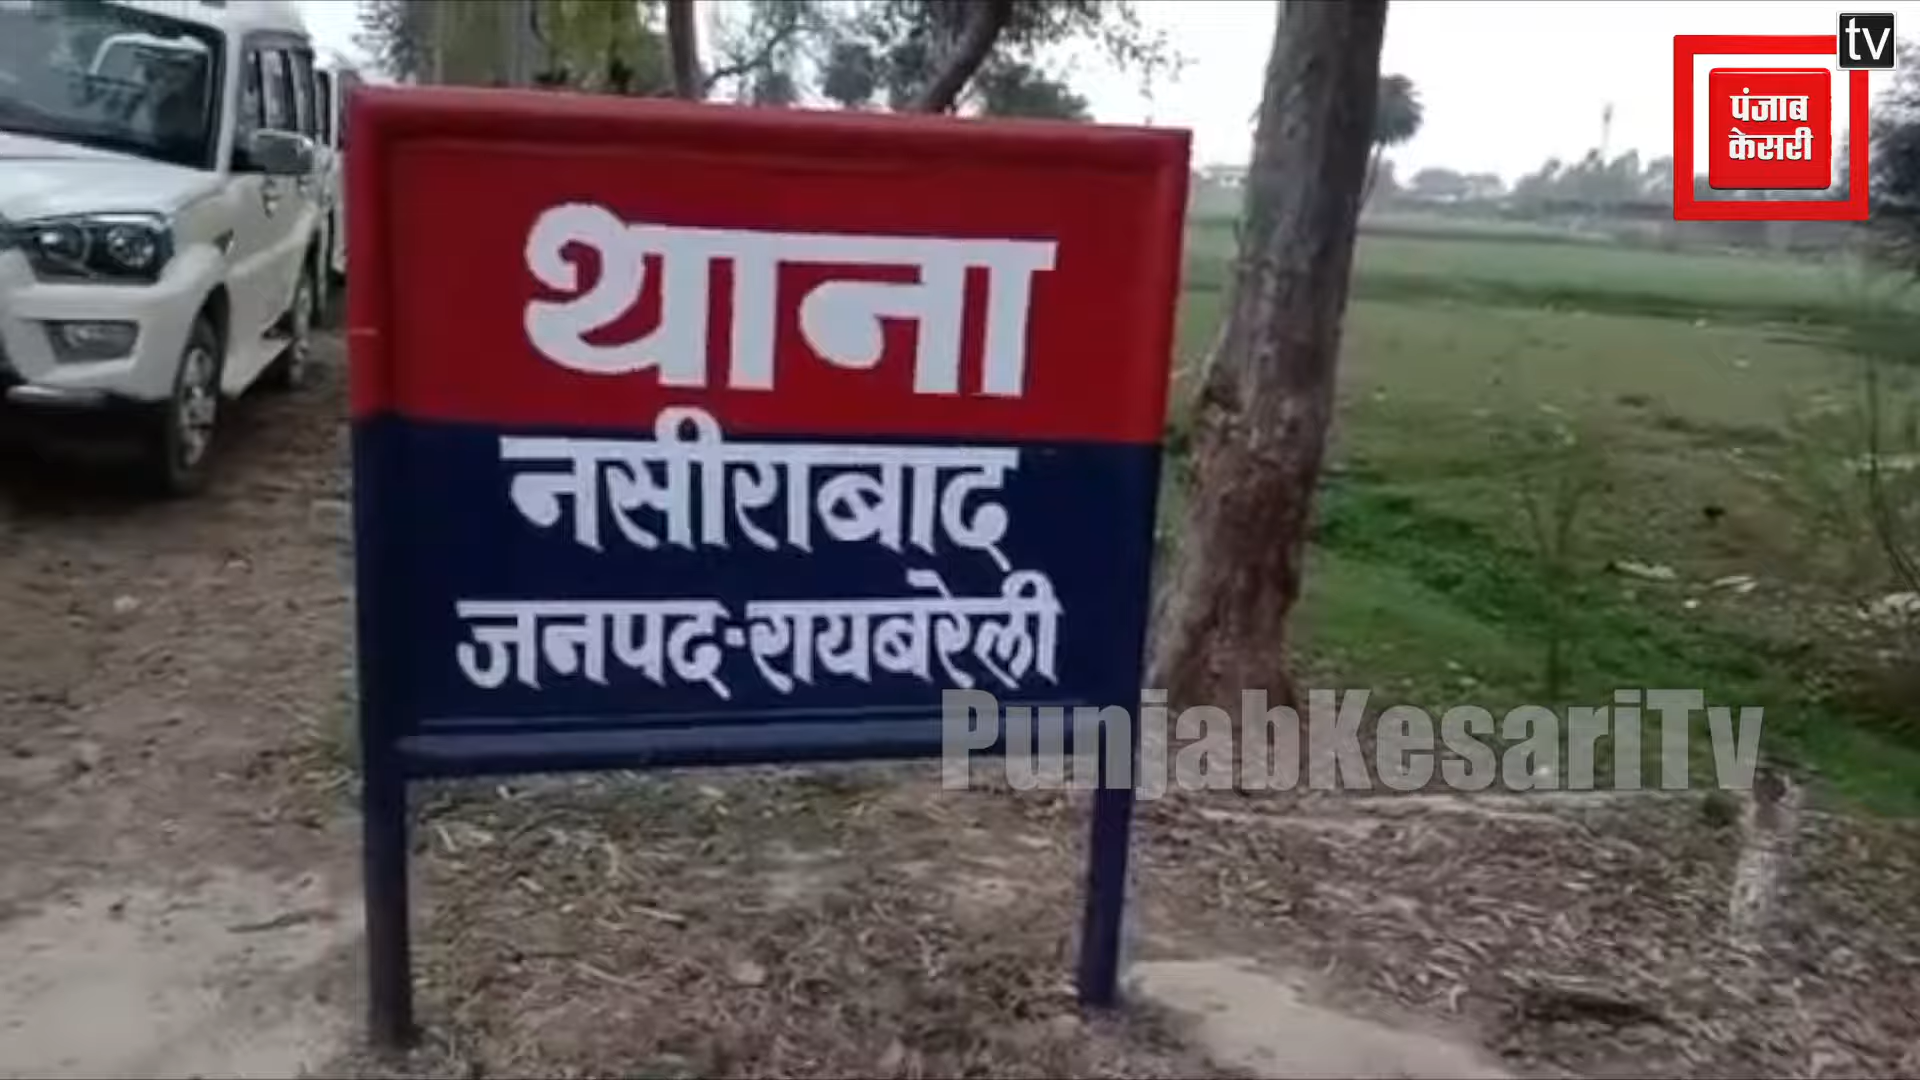 tv
पंजाब
केसरी
थाना
नसीराबाद
जनपद-रायबरेली
PunjabKesariTv